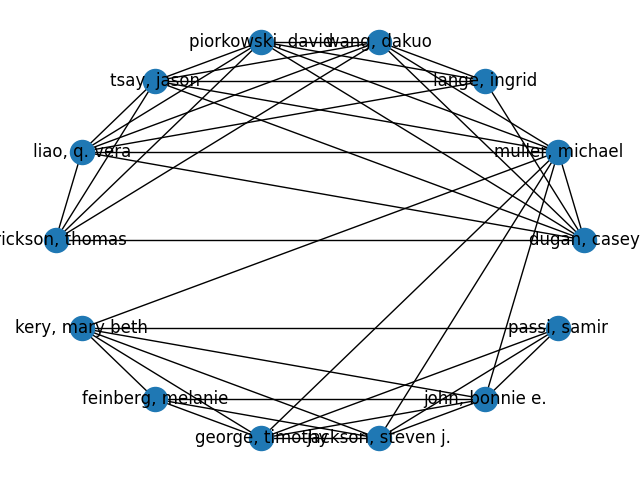 piorkowski, david
wang, dakuo
tsay, jason
lange, ingrid
liao, q. vera
muller, michael
rickson, thomas
dugan, casey
kery, mary beth
passi, samir
feinberg, melanie
john, bonnie e.
george, timothy
jackson, steven j.